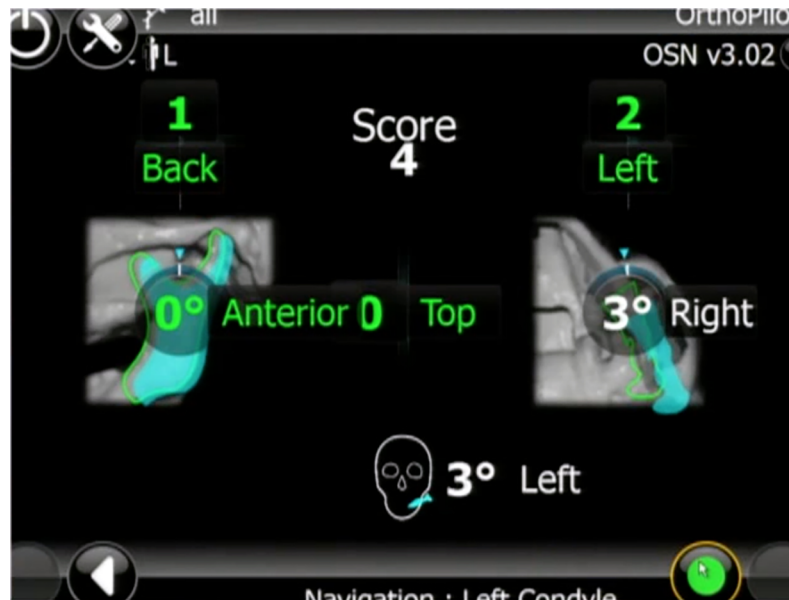 all OrthoPilo
L OSN v3.02
1 Score 2
Back 4 Left
0° Anterior 0 Top 3° Right
3° Left
Navigation : Left Condyle